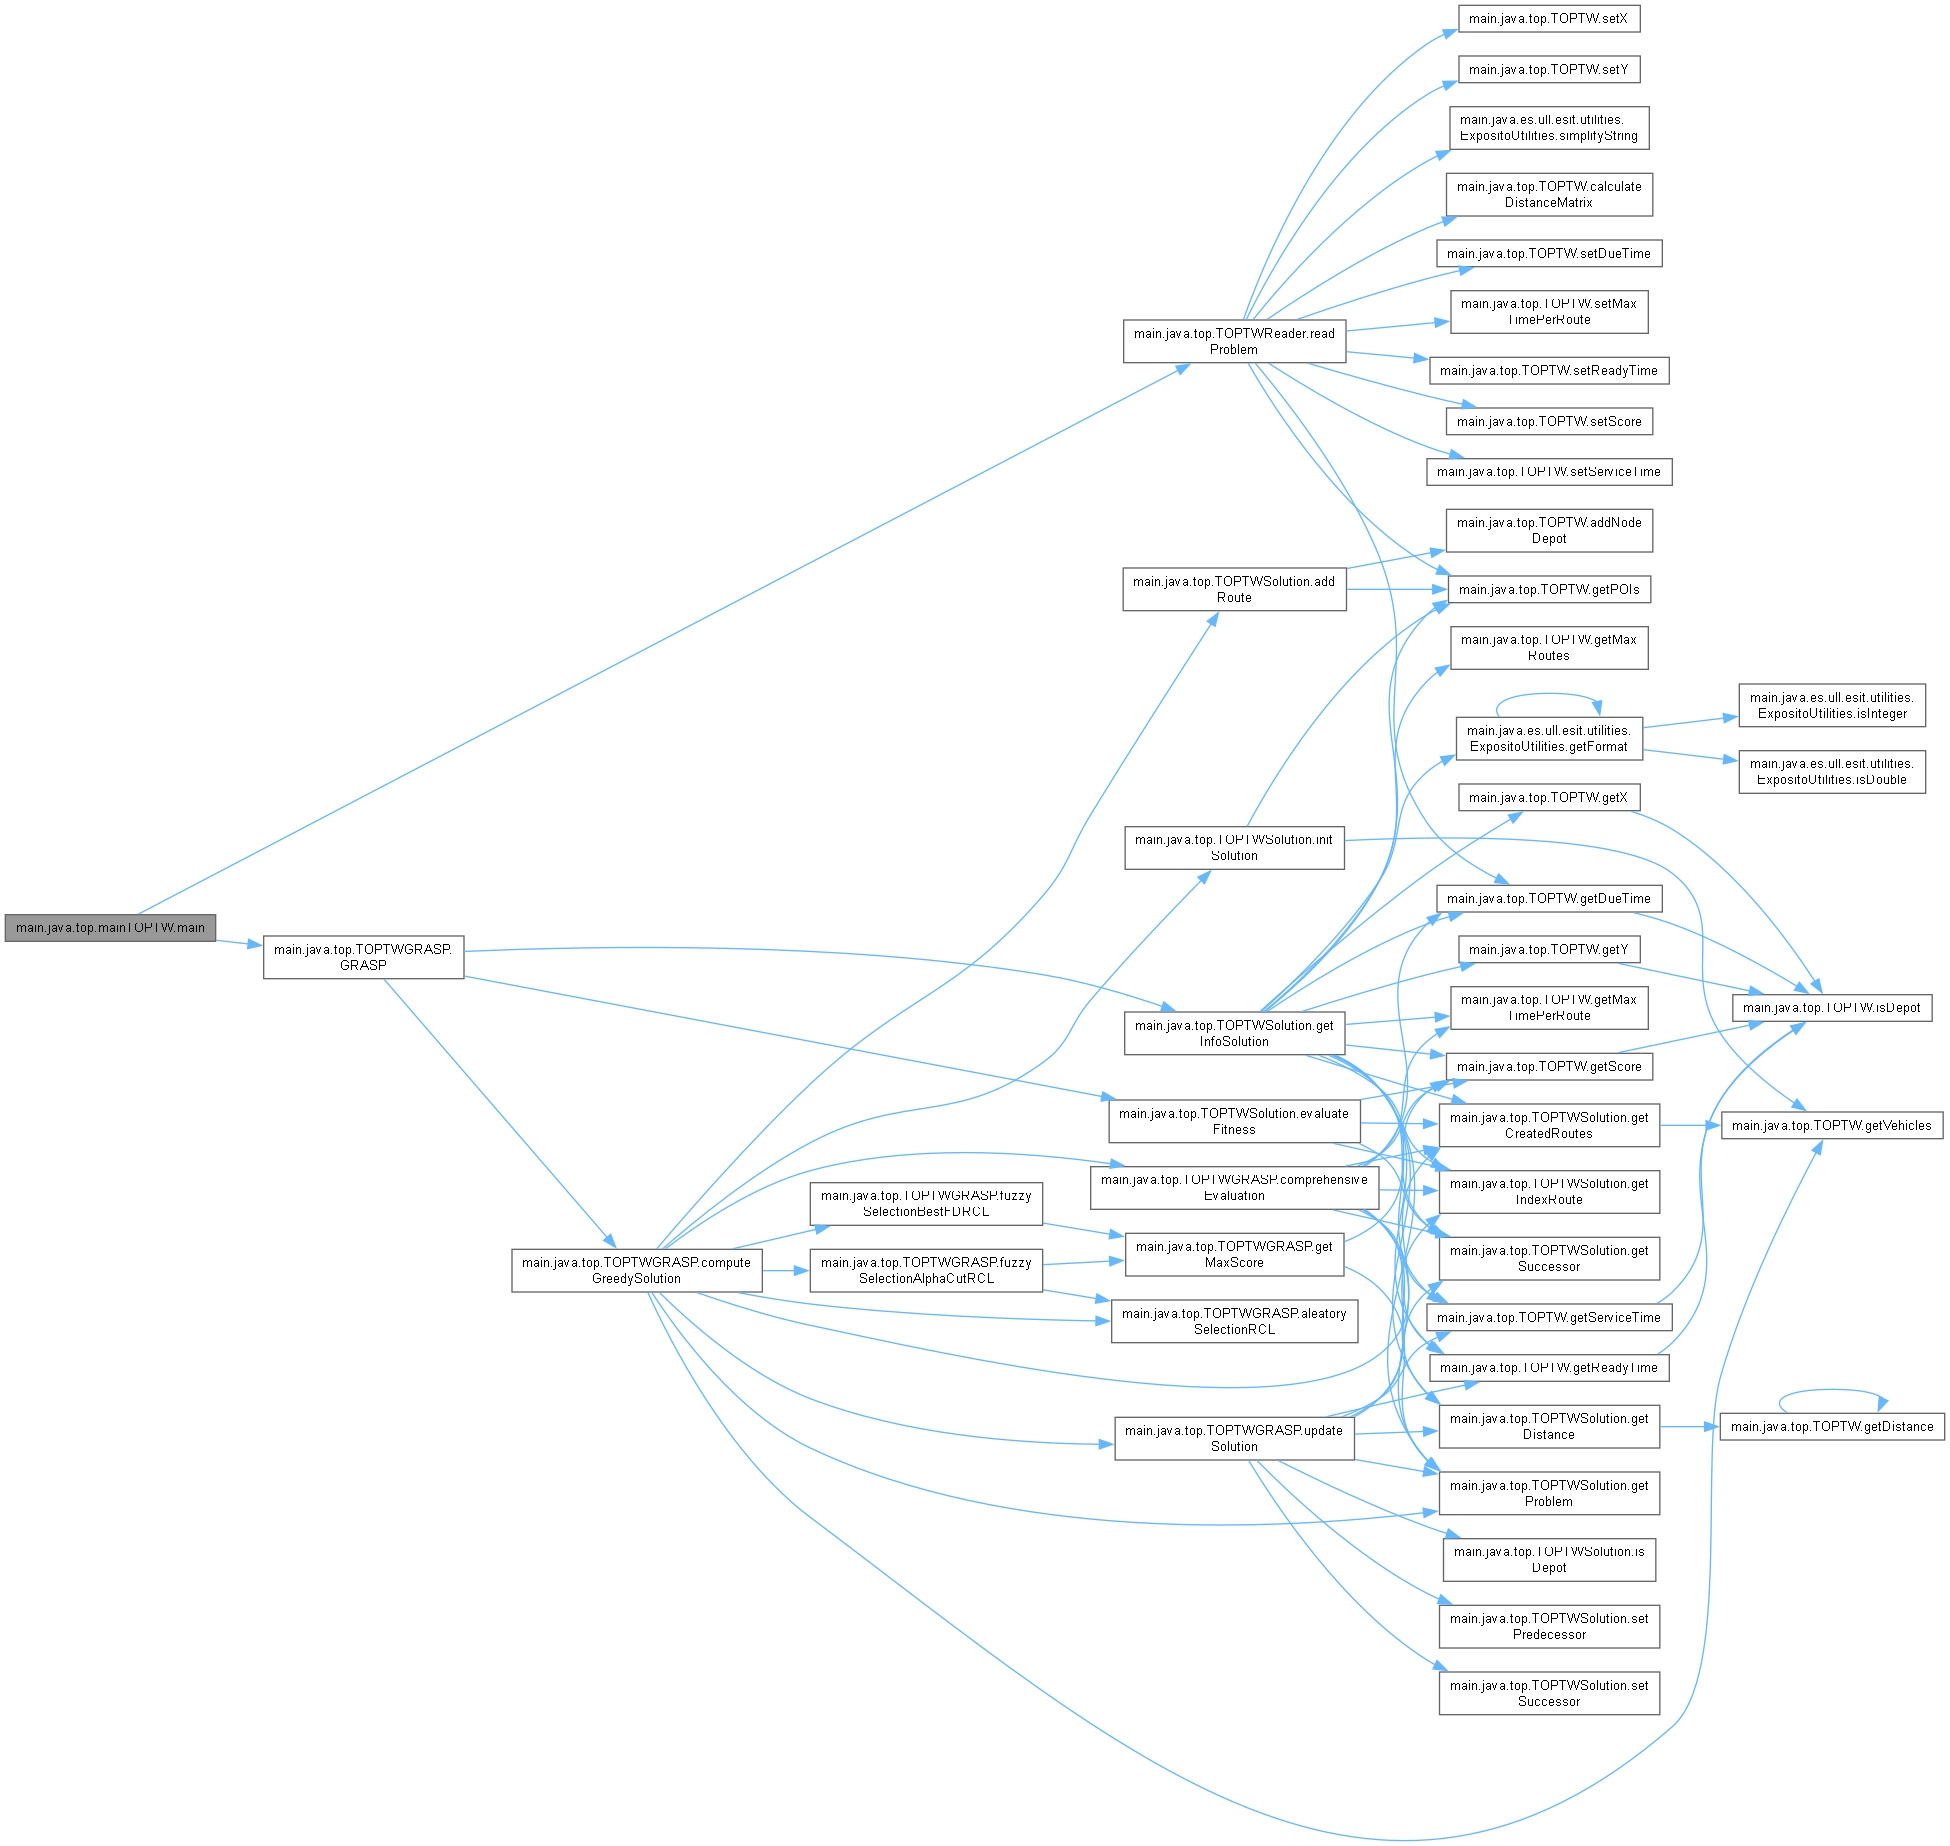 main.java.top.mainTOPTW.main
main.java.top.TOPTWGRASP.
GRASP
main.java.top.TOPTWGRASP.compute
GreedySolution
main.java.top.TOPTWGRASP.fuzzy
SelectionBestFDRCL
main.java.top.TOPTWGRASP.fuzzy
SelectionAlphaCutRCL
main.java.top.TOPTWReader.read
Problem
main.java.top.TOPTWSolution.add
Route
main.java.top.TOPTWSolution.init
Solution
main.java.top.TOPTWSolution.get
InfoSolution
main.java.top.TOPTWSolution.evaluate
Fitness
main.java.top.TOPTWGRASP.comprehensive
Evaluation
main.java.top.TOPTWGRASP.get
MaxScore
main.java.top.TOPTWGRASP.aleatory
SelectionRCL
main.java.top.TOPTWGRASP.update
Solution
main.java.top.TOPTW.setX
main.java.top.TOPTW.setY
main.java.es.ull.esit.utilities.
ExpositoUtilities.simplifyString
main.java.top.TOPTW.calculate
DistanceMatrix
main.java.top.TOPTW.setDueTime
main.java.top.TOPTW.setMax
TimePerRoute
main.java.top.TOPTW.setReadyTime
main.java.top.TOPTW.setScore
main.java.top.TOPTW.setServiceTime
main.java.top.TOPTW.addNode
Depot
main.java.top.TOPTW.getPOIs
main.java.top.TOPTW.getMax
Routes
main.java.es.ull.esit.utilities.
ExpositoUtilities.getFormat
main.java.top.TOPTW.getX
main.java.top.TOPTW.getDueTime
main.java.top.TOPTW.getY
main.java.top.TOPTW.getMax
TimePerRoute
main.java.top.TOPTW.getScore
main.java.top.TOPTWSolution.get
CreatedRoutes
main.java.top.TOPTWSolution.get
IndexRoute
main.java.top.TOPTWSolution.get
Successor
main.java.top.TOPTW.getServiceTime
main.java.top.TOPTW.getReadyTime
main.java.top.TOPTWSolution.get
Distance
main.java.top.TOPTWSolution.get
Problem
main.java.top.TOPTWSolution.is
Depot
main.java.top.TOPTWSolution.set
Predecessor
main.java.top.TOPTWSolution.set
Successor
main.java.es.ull.esit.utilities.
ExpositoUtilities.isInteger
main.java.es.ull.esit.utilities.
ExpositoUtilities.isDouble
main.java.top.TOPTW.isDepot
main.java.top.TOPTW.getVehicles
main.java.top.TOPTW.getDistance